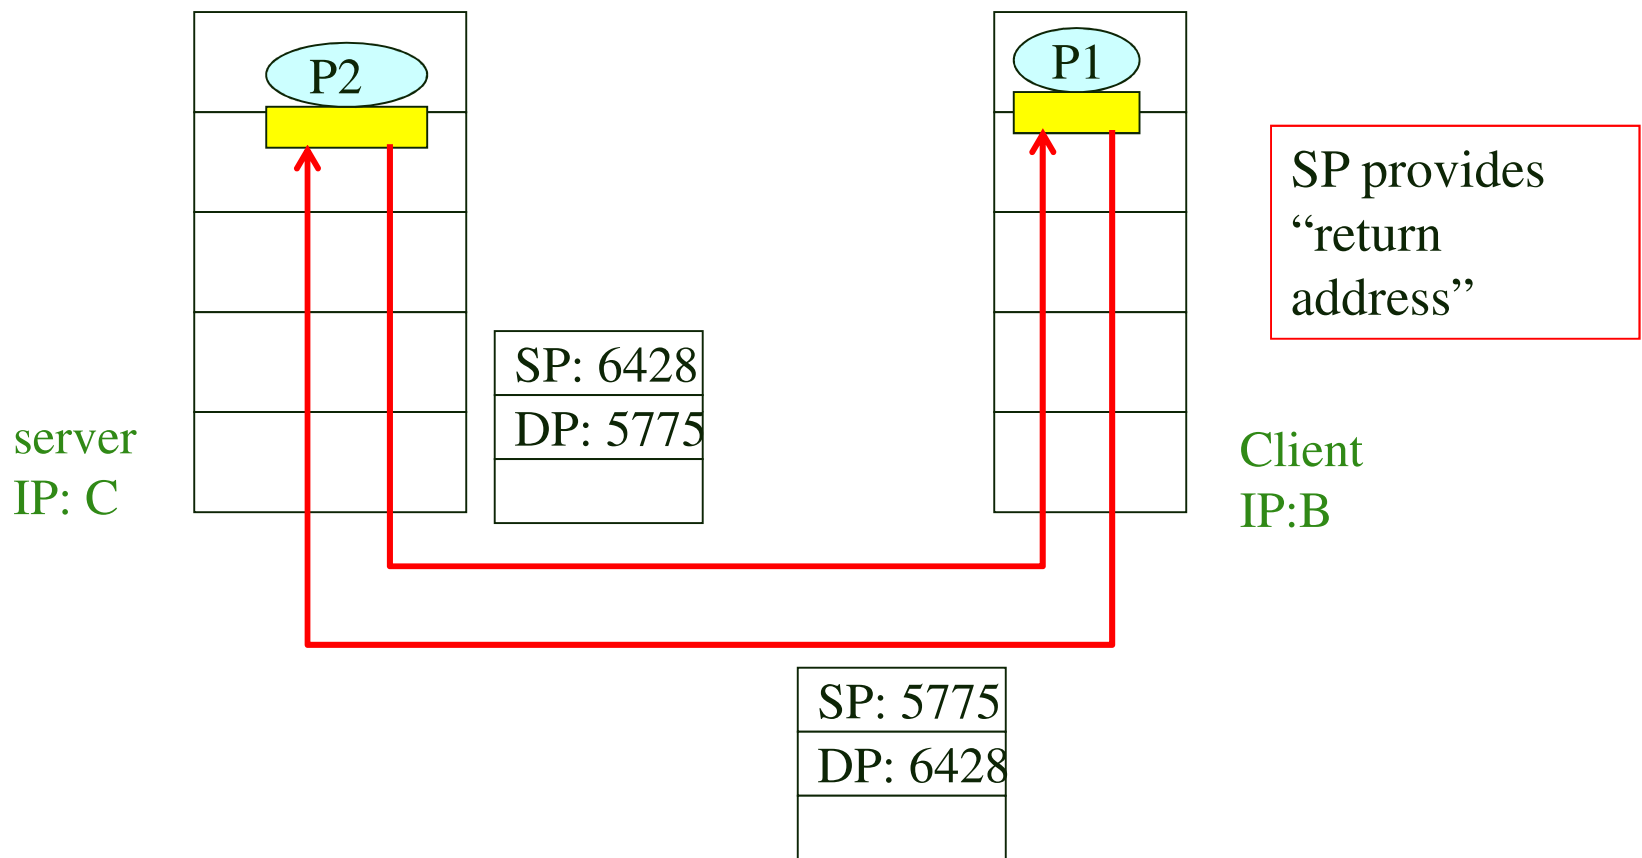 P2
P1
SP provides
“return
address”
SP: 6428
DP: 5775
server
IP: C
Client
IP:B
SP: 5775
DP: 6428